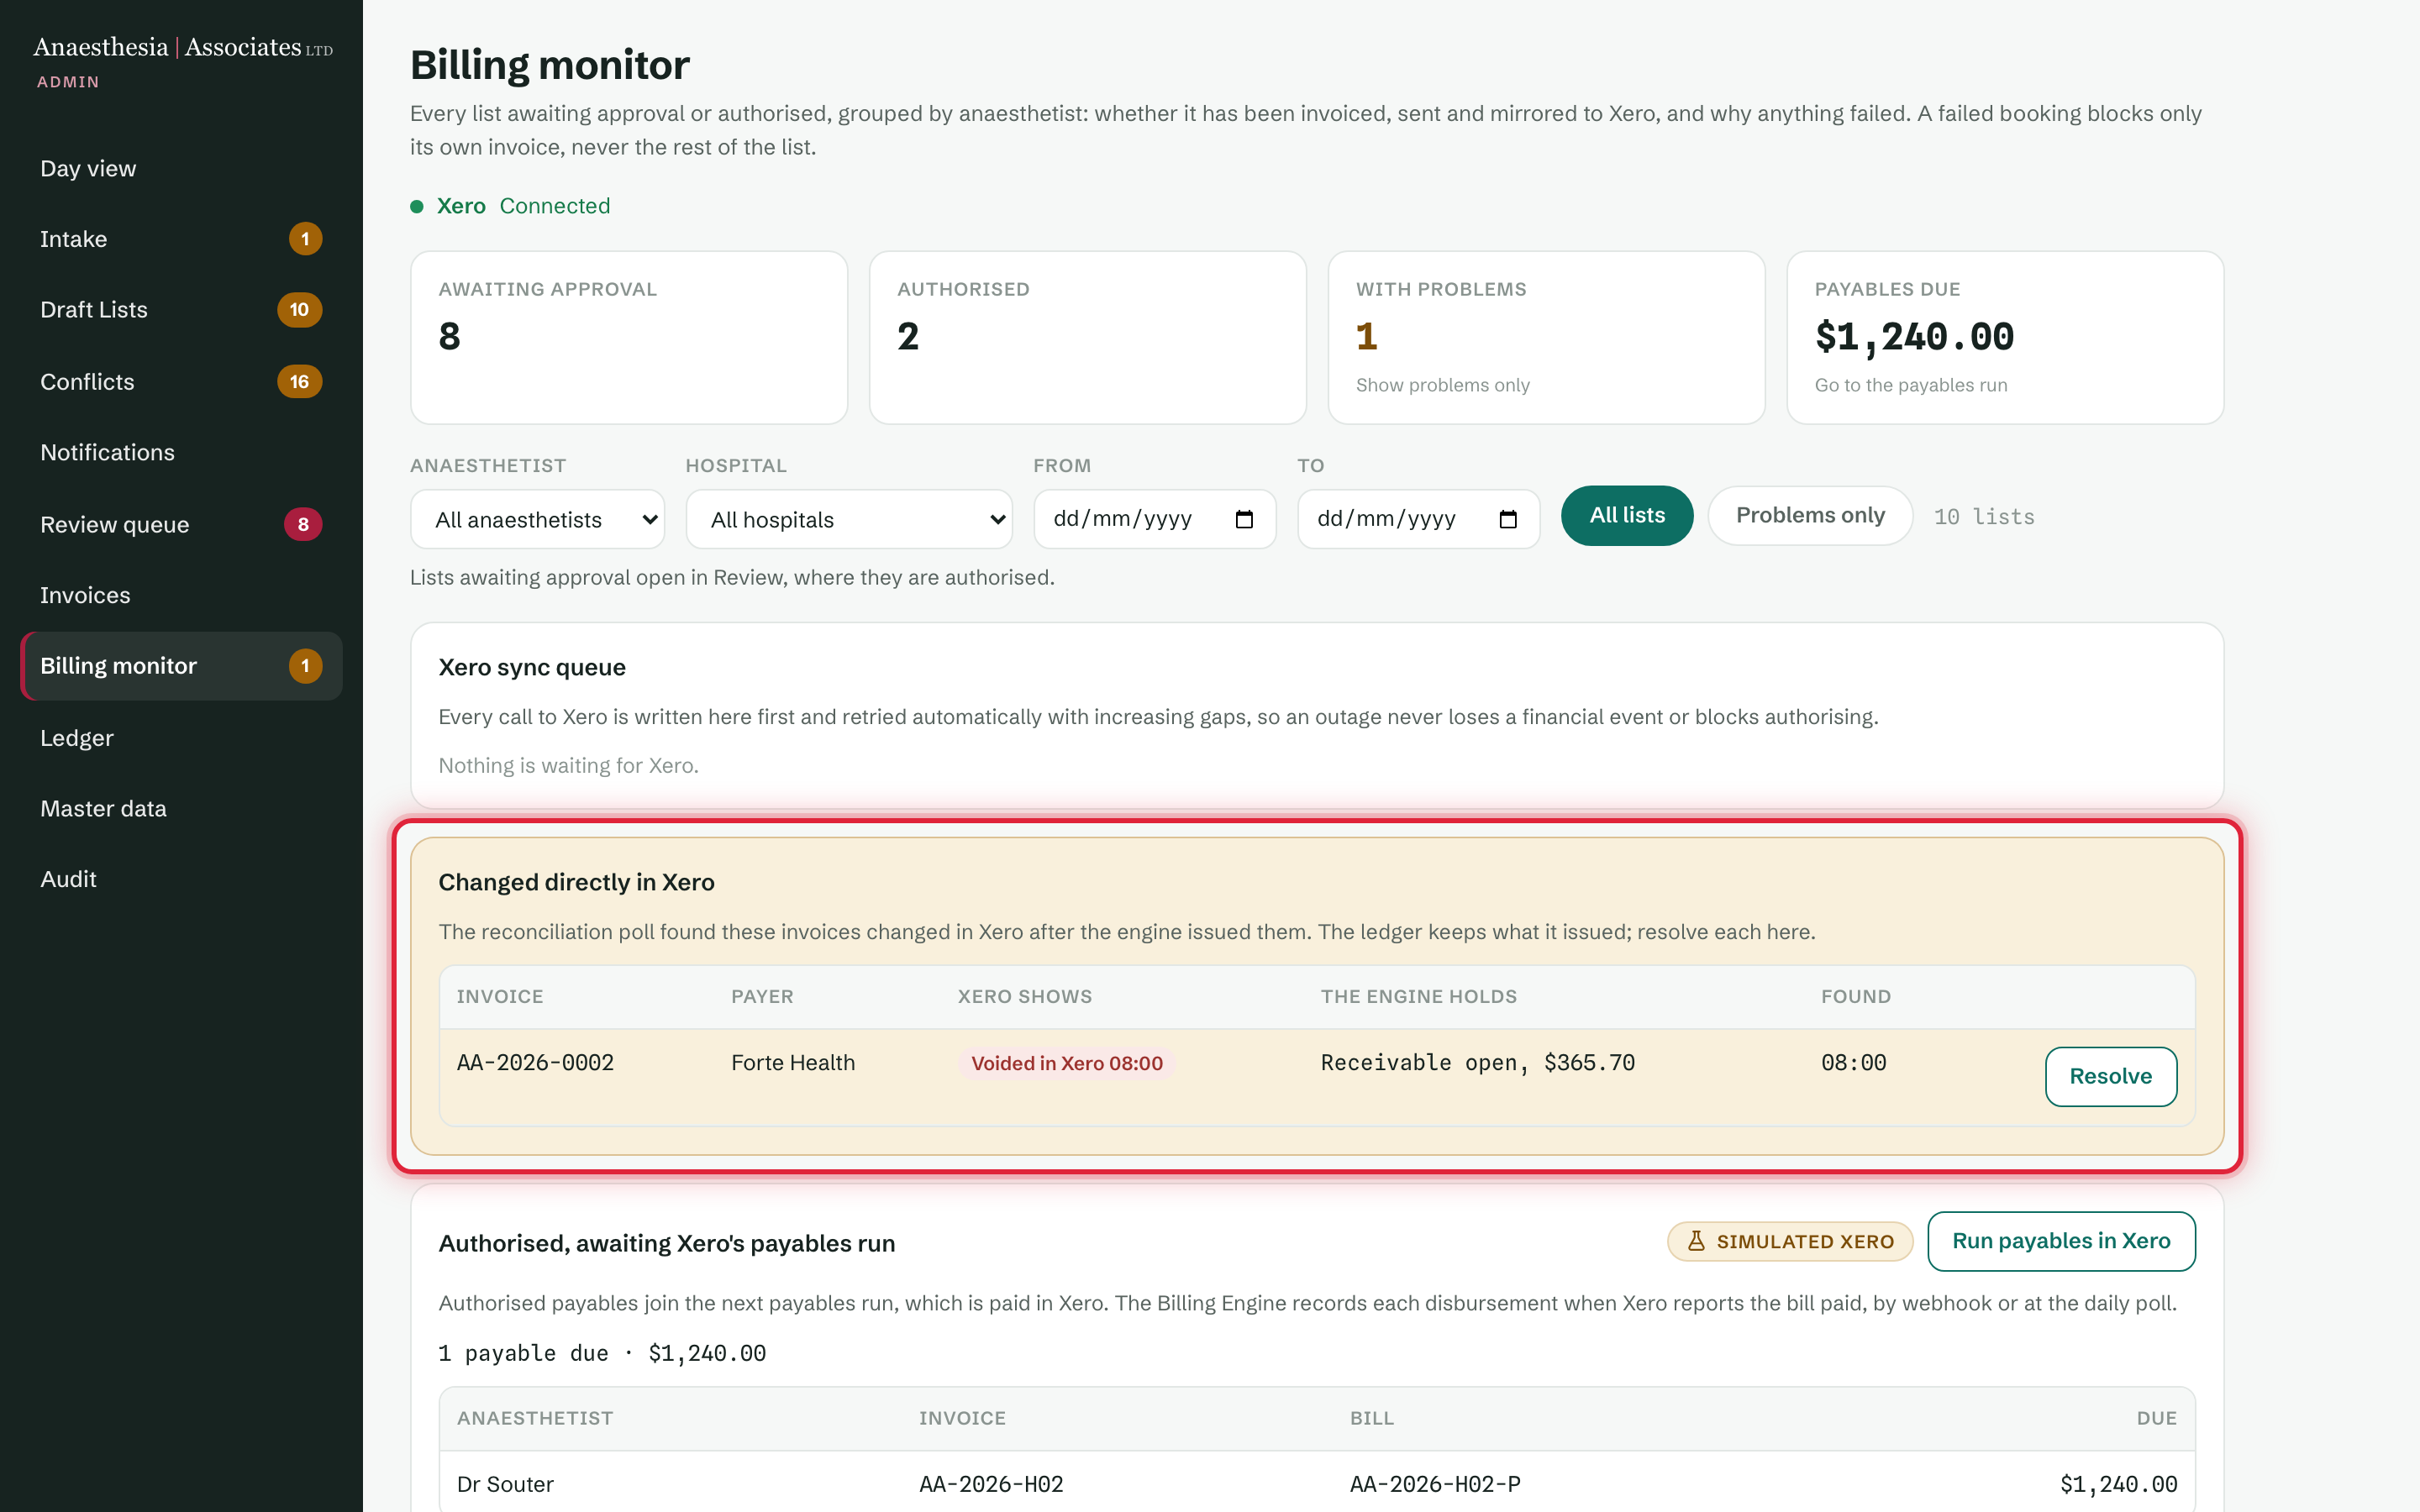 Anaesthesia | Associates LTD
ADMIN
Day view
Intake 1
Draft Lists 10
Conflicts 16
Notifications
Review queue 8
Invoices
Billing monitor 1
Ledger
Master data
Audit
Billing monitor
Every list awaiting approval or authorised, grouped by anaesthetist: whether it has been invoiced, sent and mirrored to Xero, and why anything failed. A failed booking blocks only
its own invoice, never the rest of the list.
Xero Connected
AWAITING APPROVAL
8
AUTHORISED
2
WITH PROBLEMS
1
Show problems only
PAYABLES DUE
$1,240.00
Go to the payables run
ANAESTHETIST HOSPITAL FROM TO
All anaesthetists All hospitals dd/mm/yyyy dd/mm/yyyy All lists Problems only 10 lists
Lists awaiting approval open in Review, where they are authorised.
Xero sync queue
Every call to Xero is written here first and retried automatically with increasing gaps, so an outage never loses a financial event or blocks authorising.
Nothing is waiting for Xero.
Changed directly in Xero
The reconciliation poll found these invoices changed in Xero after the engine issued them. The ledger keeps what it issued; resolve each here.
INVOICE PAYER XERO SHOWS THE ENGINE HOLDS FOUND
AA-2026-0002 Forte Health Voided in Xero 08:00 Receivable open, $365.70 08:00 Resolve
Authorised, awaiting Xero's payables run SIMULATED XERO Run payables in Xero
Authorised payables join the next payables run, which is paid in Xero. The Billing Engine records each disbursement when Xero reports the bill paid, by webhook or at the daily poll.
1 payable due · $1,240.00
ANAESTHETIST INVOICE BILL DUE
Dr Souter AA-2026-H02 AA-2026-H02-P $1,240.00